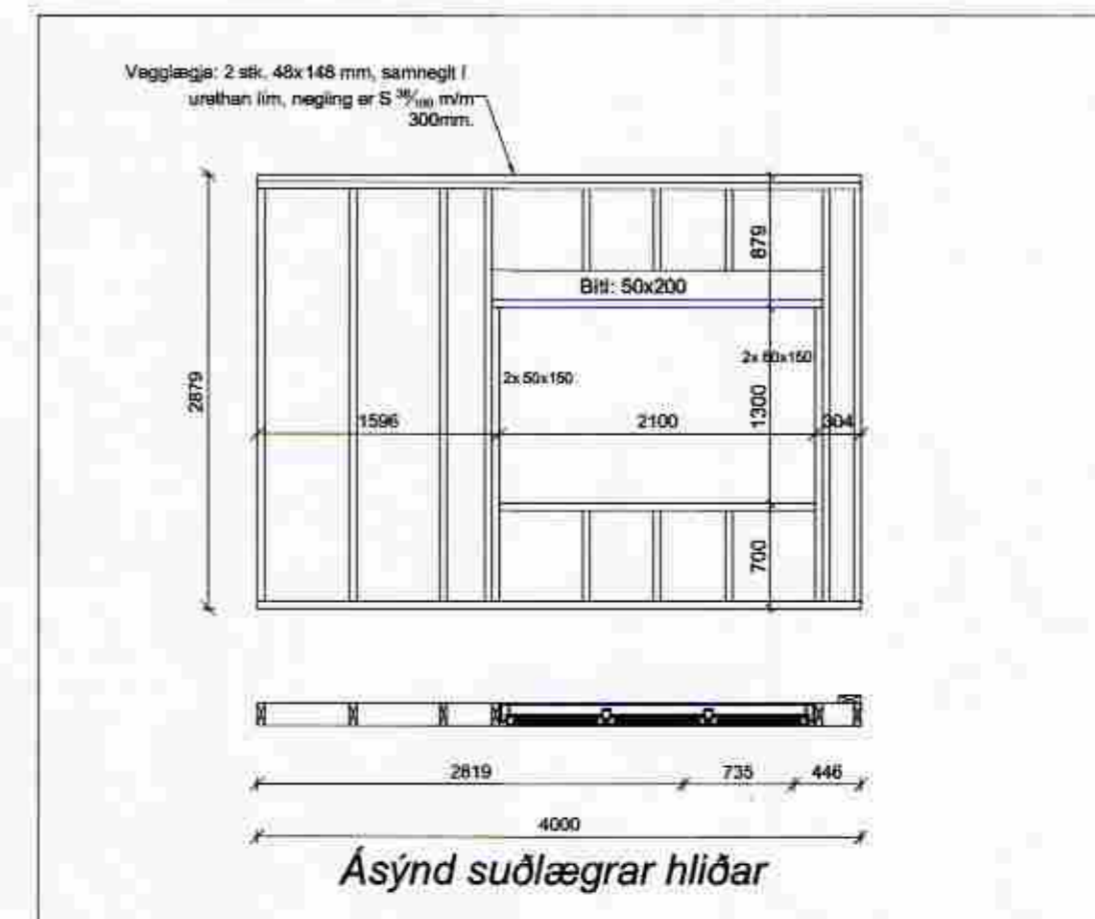 Vegglægja: 2 stk. 48x148 mm, samneglt í
urethan lím, negling er S 38/100 m/m
300mm.
879
Biti: 50x200
2x 50x150
2x 50x150
2879
1300
1596
2100
304
700
2819
735
446
4000
Ásýnd suðlægrar hliðar